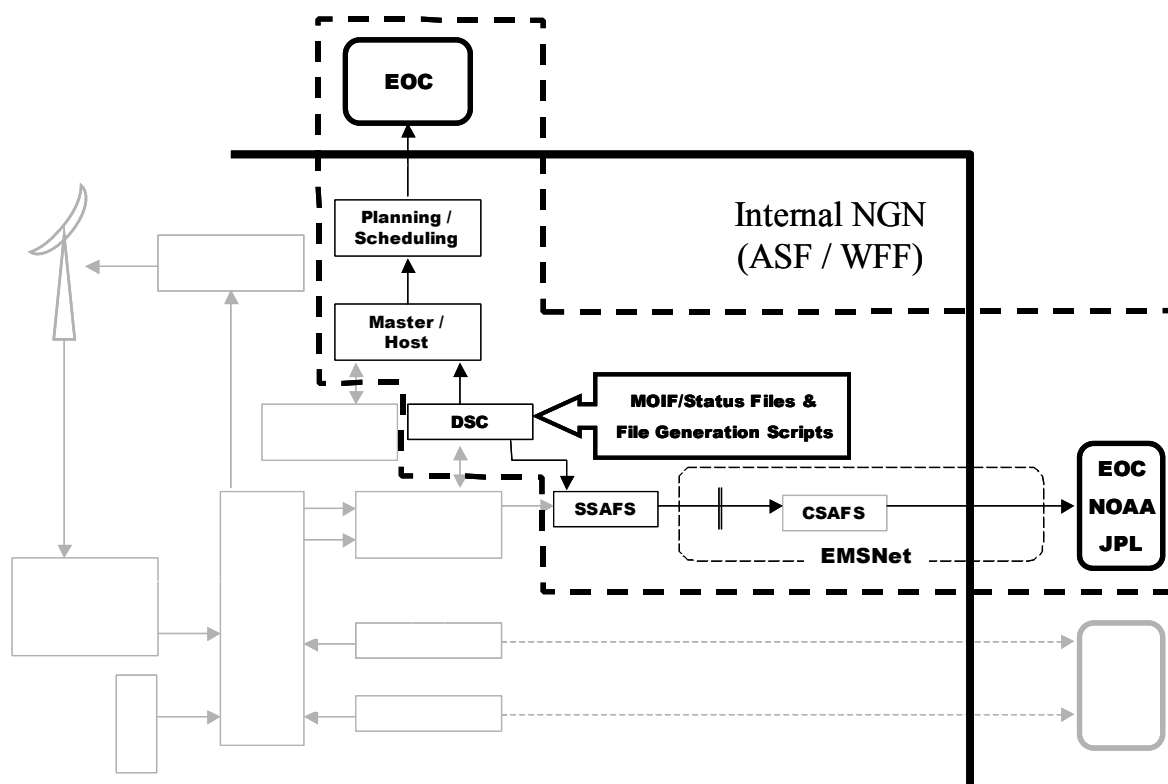 EOC
Planning /
Scheduling
Internal NGN
(ASF / WFF)
Master /
Host
DSC
MOIF/Status Files &
File Generation Scripts
SSAFS
CSAFS
EMSNet
EOC
NOAA
JPL